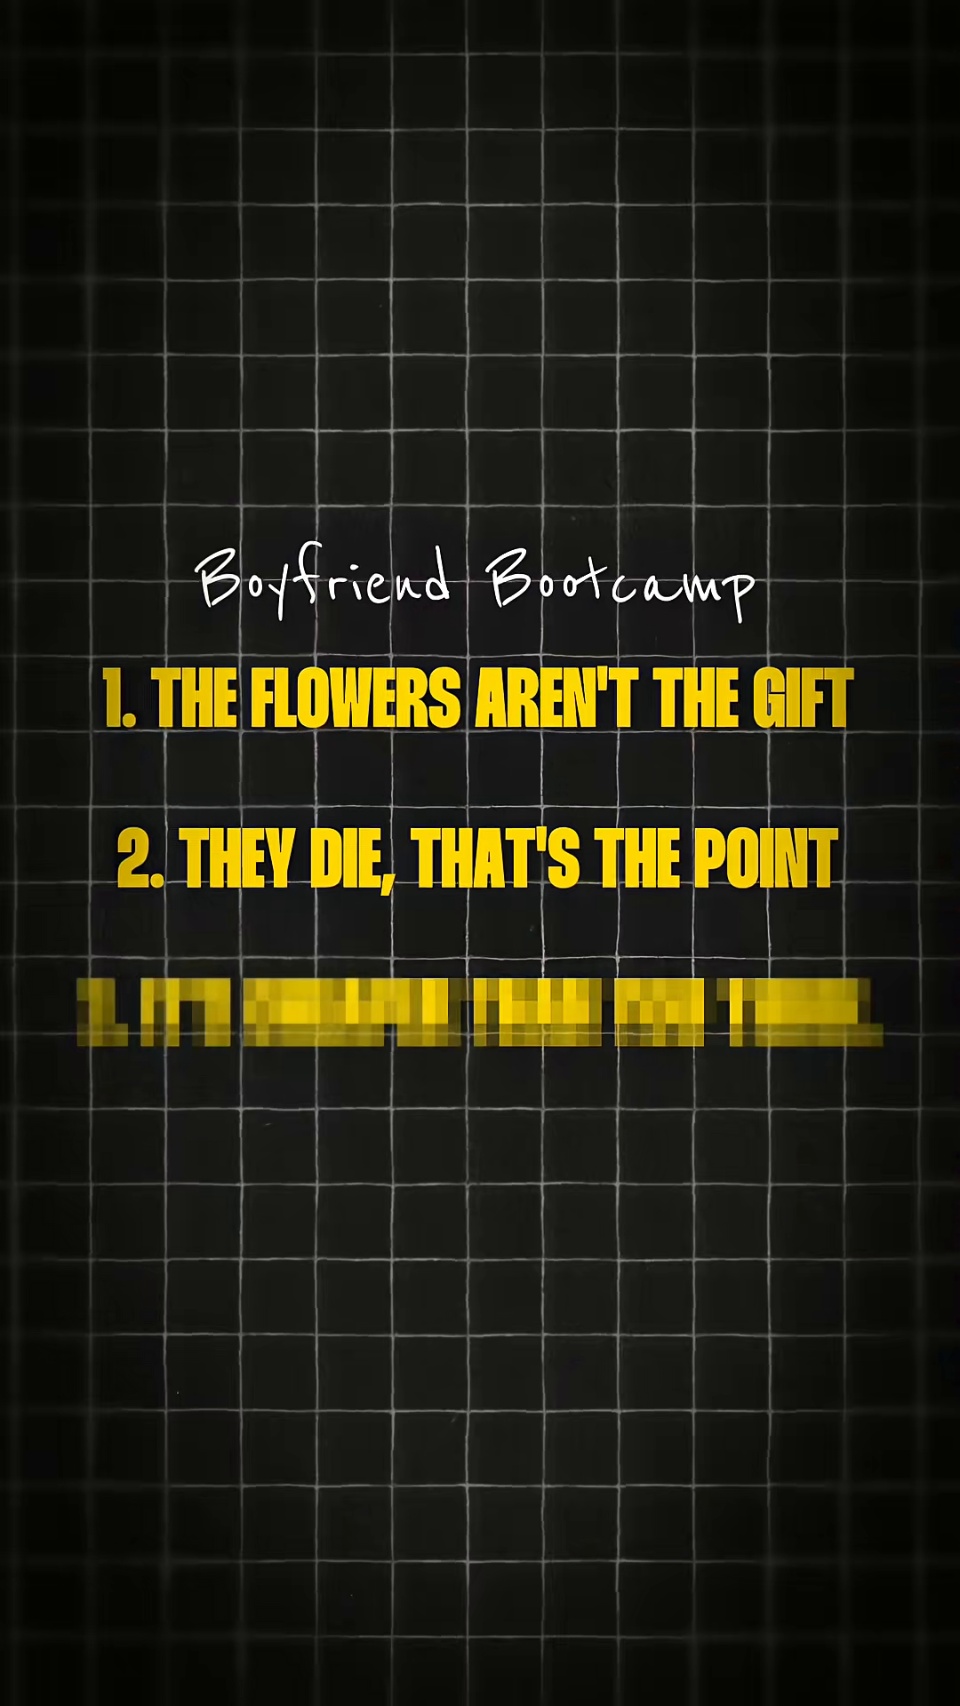 Boyfriend Bootcamp
1. THE FLOWERS AREN'T THE GIFT
2. THEY DIE, THAT'S THE POINT